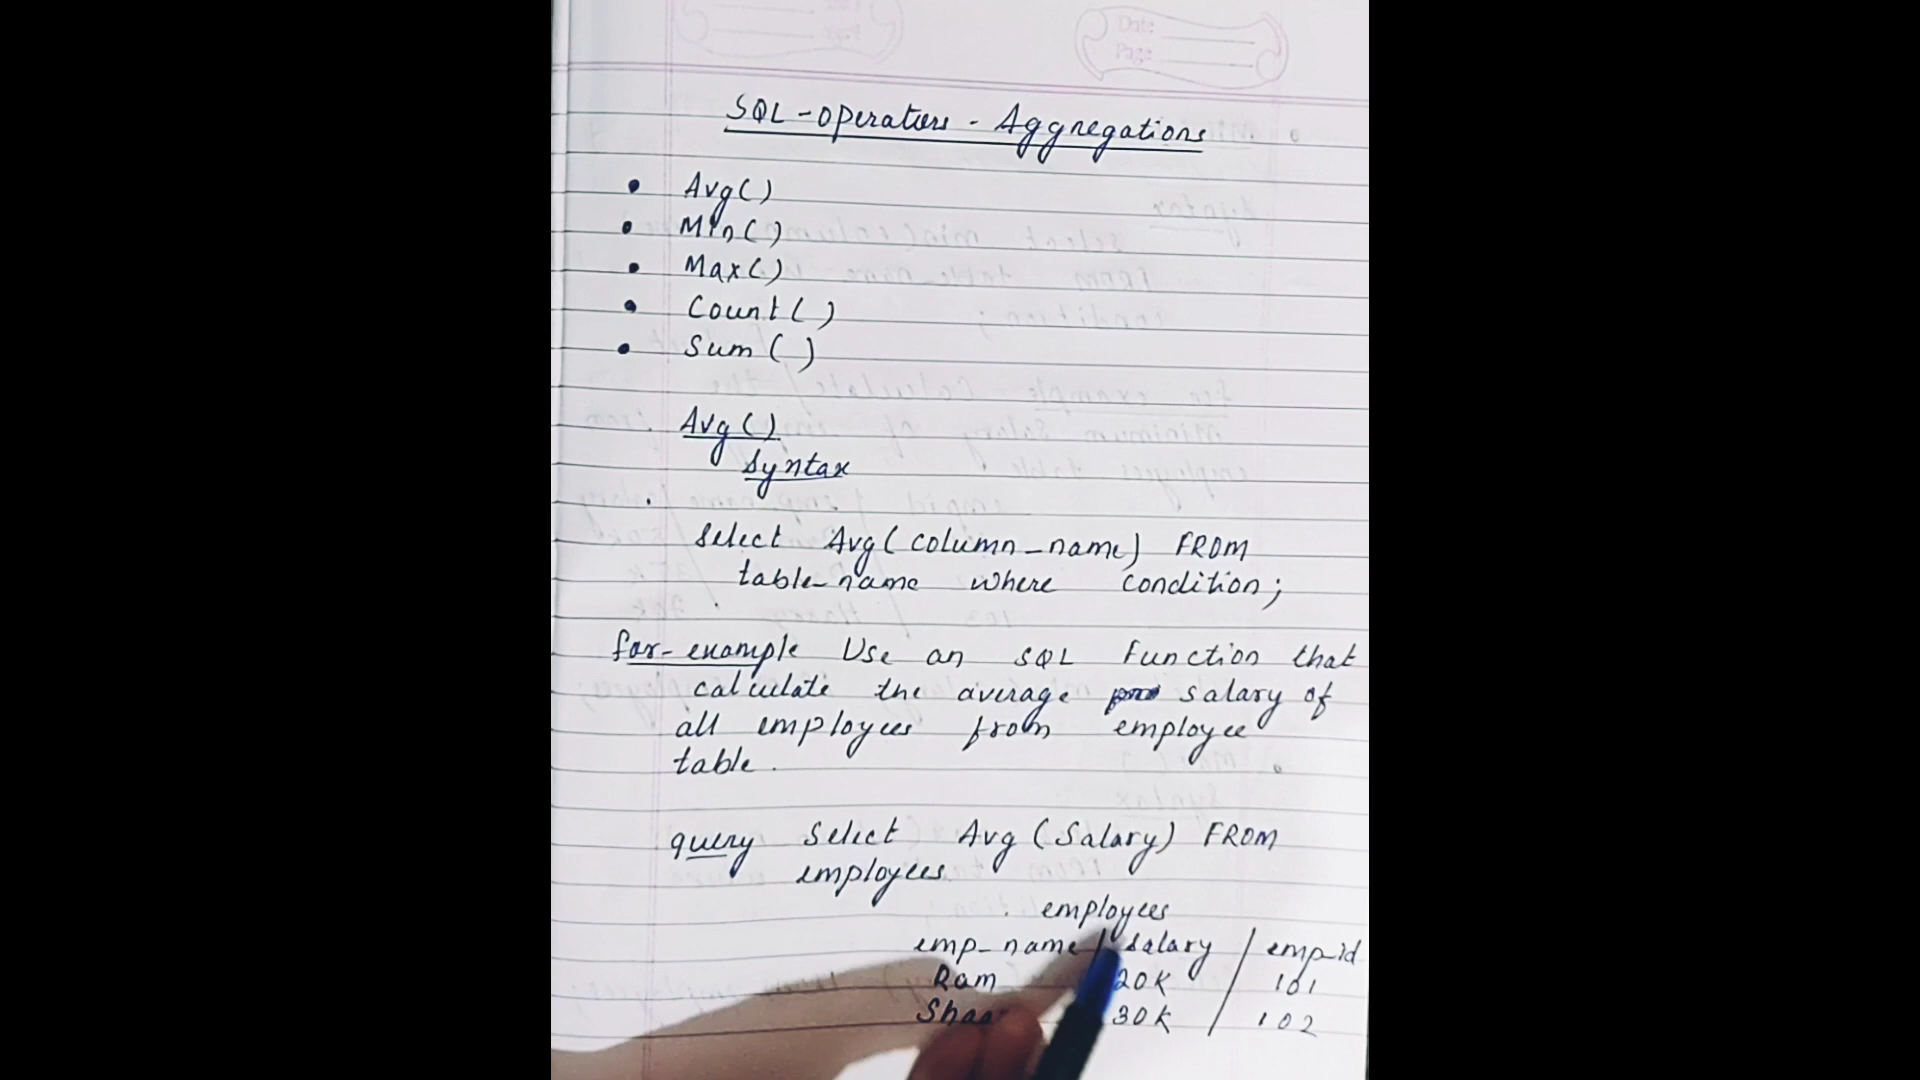 Date
Page
SQL-operators - Aggregations
• Avg()
• Min()
• Max()
• Count()
• Sum()
Avg()
Syntax
Select Avg(column_name) FROM
table_name where condition;
for-example Use an SQL Function that
calculate the average salary of
all employees from employee
table.
query Select Avg (Salary) FROM
employees
employees
emp_name | salary | emp_id
Ram 20K 101
30K 102